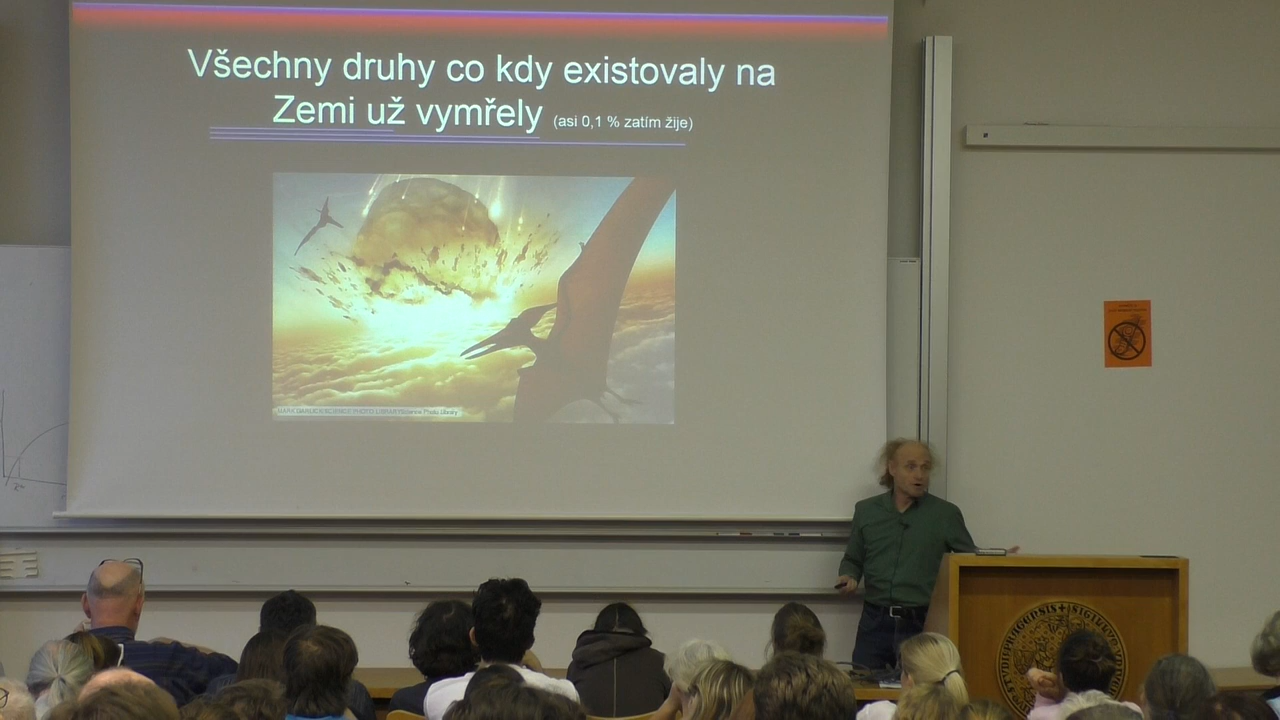 Všechny druhy co kdy existovaly na
Zemi už vymřely (asi 0,1 % zatím žije)